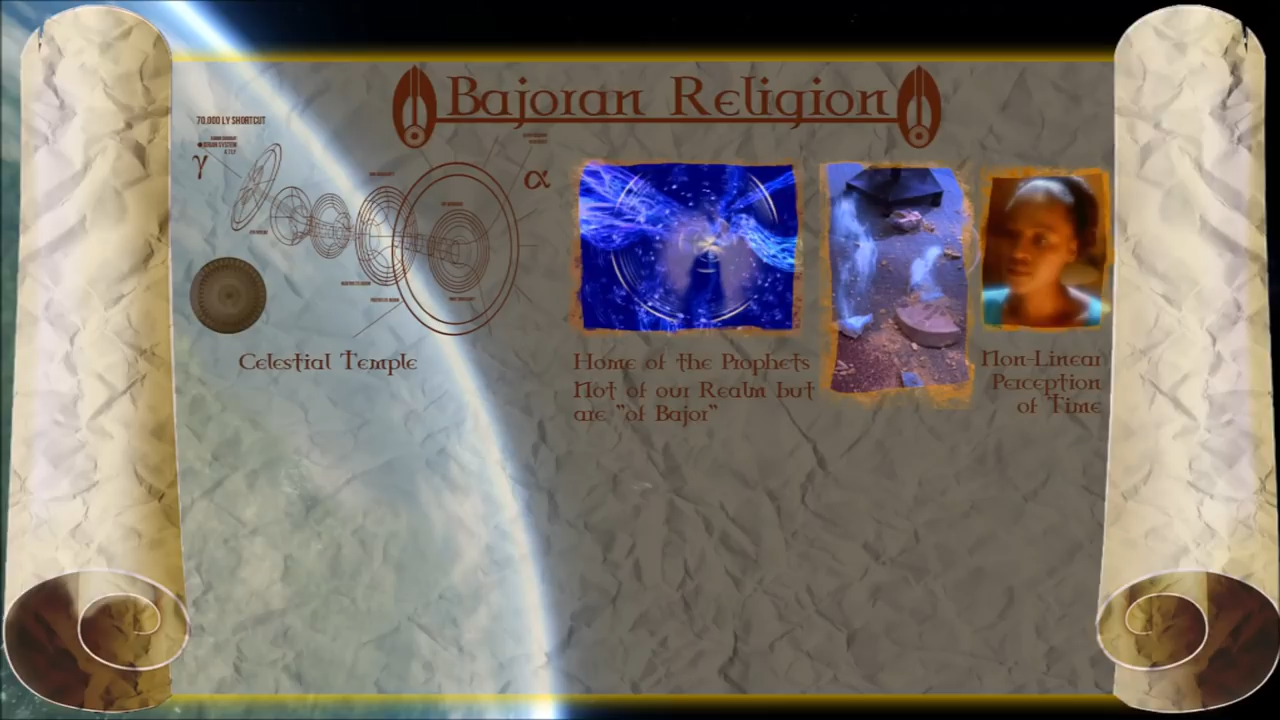 Bajoran Religion
70.000 LY SHORTCUT
γ
α
Celestial Temple
Home of the Prophets
Not of our Realm but
are "of Bajor"
Non-Linear
Perception
of Time